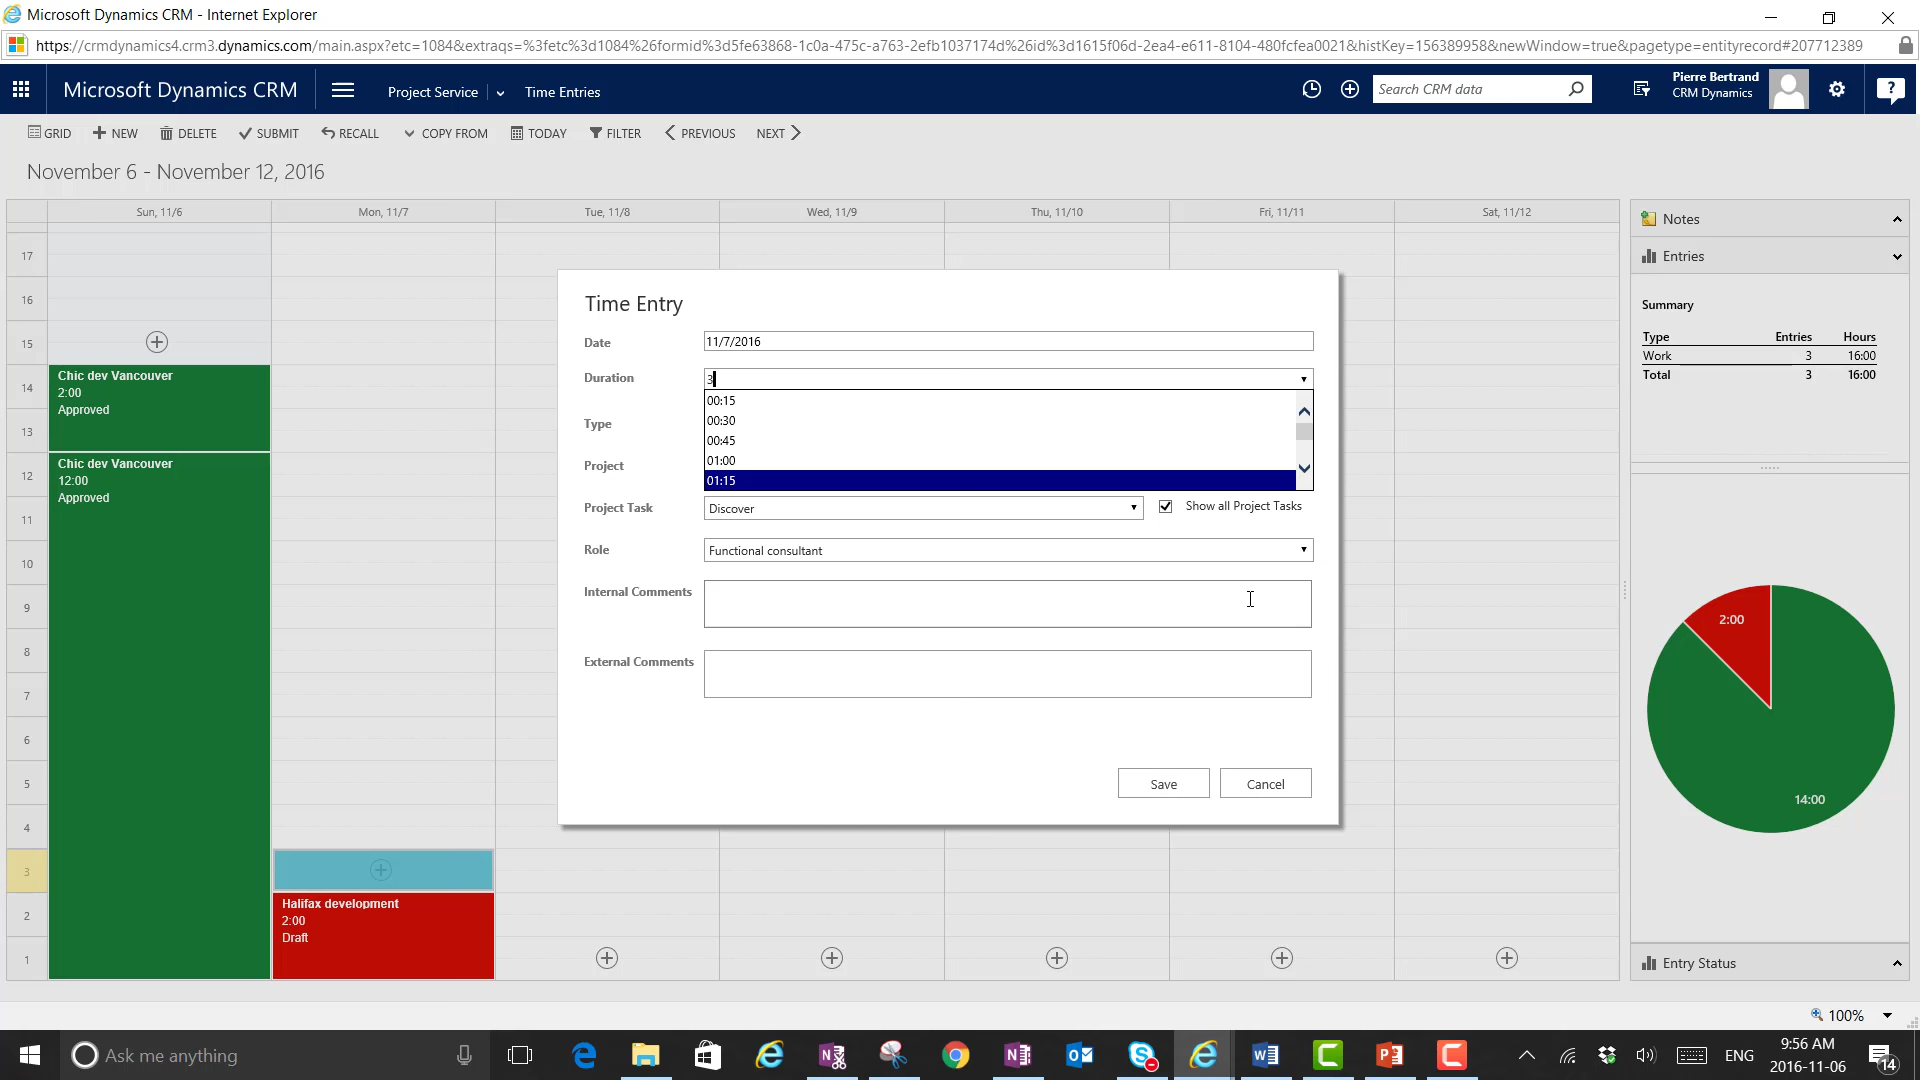 Microsoft Dynamics CRM - Internet Explorer
https://crmdynamics4.crm3.dynamics.com/main.aspx?etc=1084&extraqs=%3fetc%3d1084%26formid%3d5fe63868-1c0a-475c-a763-2efb1037174d%26id%3d1615f06d-2ea4-e611-8104-480fcfea0021&histKey=156389958&newWindow=true&pagetype=entityrecord#207712389
Microsoft Dynamics CRM
Project Service
Time Entries
Search CRM data
Pierre Bertrand
CRM Dynamics
GRID
NEW
DELETE
SUBMIT
RECALL
COPY FROM
TODAY
FILTER
PREVIOUS
NEXT
November 6 - November 12, 2016
Sun, 11/6
Mon, 11/7
Tue, 11/8
Wed, 11/9
Thu, 11/10
Fri, 11/11
Sat, 11/12
17
16
15
14
13
12
11
10
9
8
7
6
5
4
3
2
1
Chic dev Vancouver
2:00
Approved
Chic dev Vancouver
12:00
Approved
Halifax development
2:00
Draft
Time Entry
Date
11/7/2016
Duration
3
00:15
00:30
00:45
01:00
01:15
Type
Project
Project Task
Discover
Show all Project Tasks
Role
Functional consultant
Internal Comments
External Comments
Save
Cancel
Notes
Entries
Summary
Type Entries Hours
Work 3 16:00
Total 3 16:00
2:00
14:00
Entry Status
100%
Ask me anything
ENG
9:56 AM
2016-11-06
14